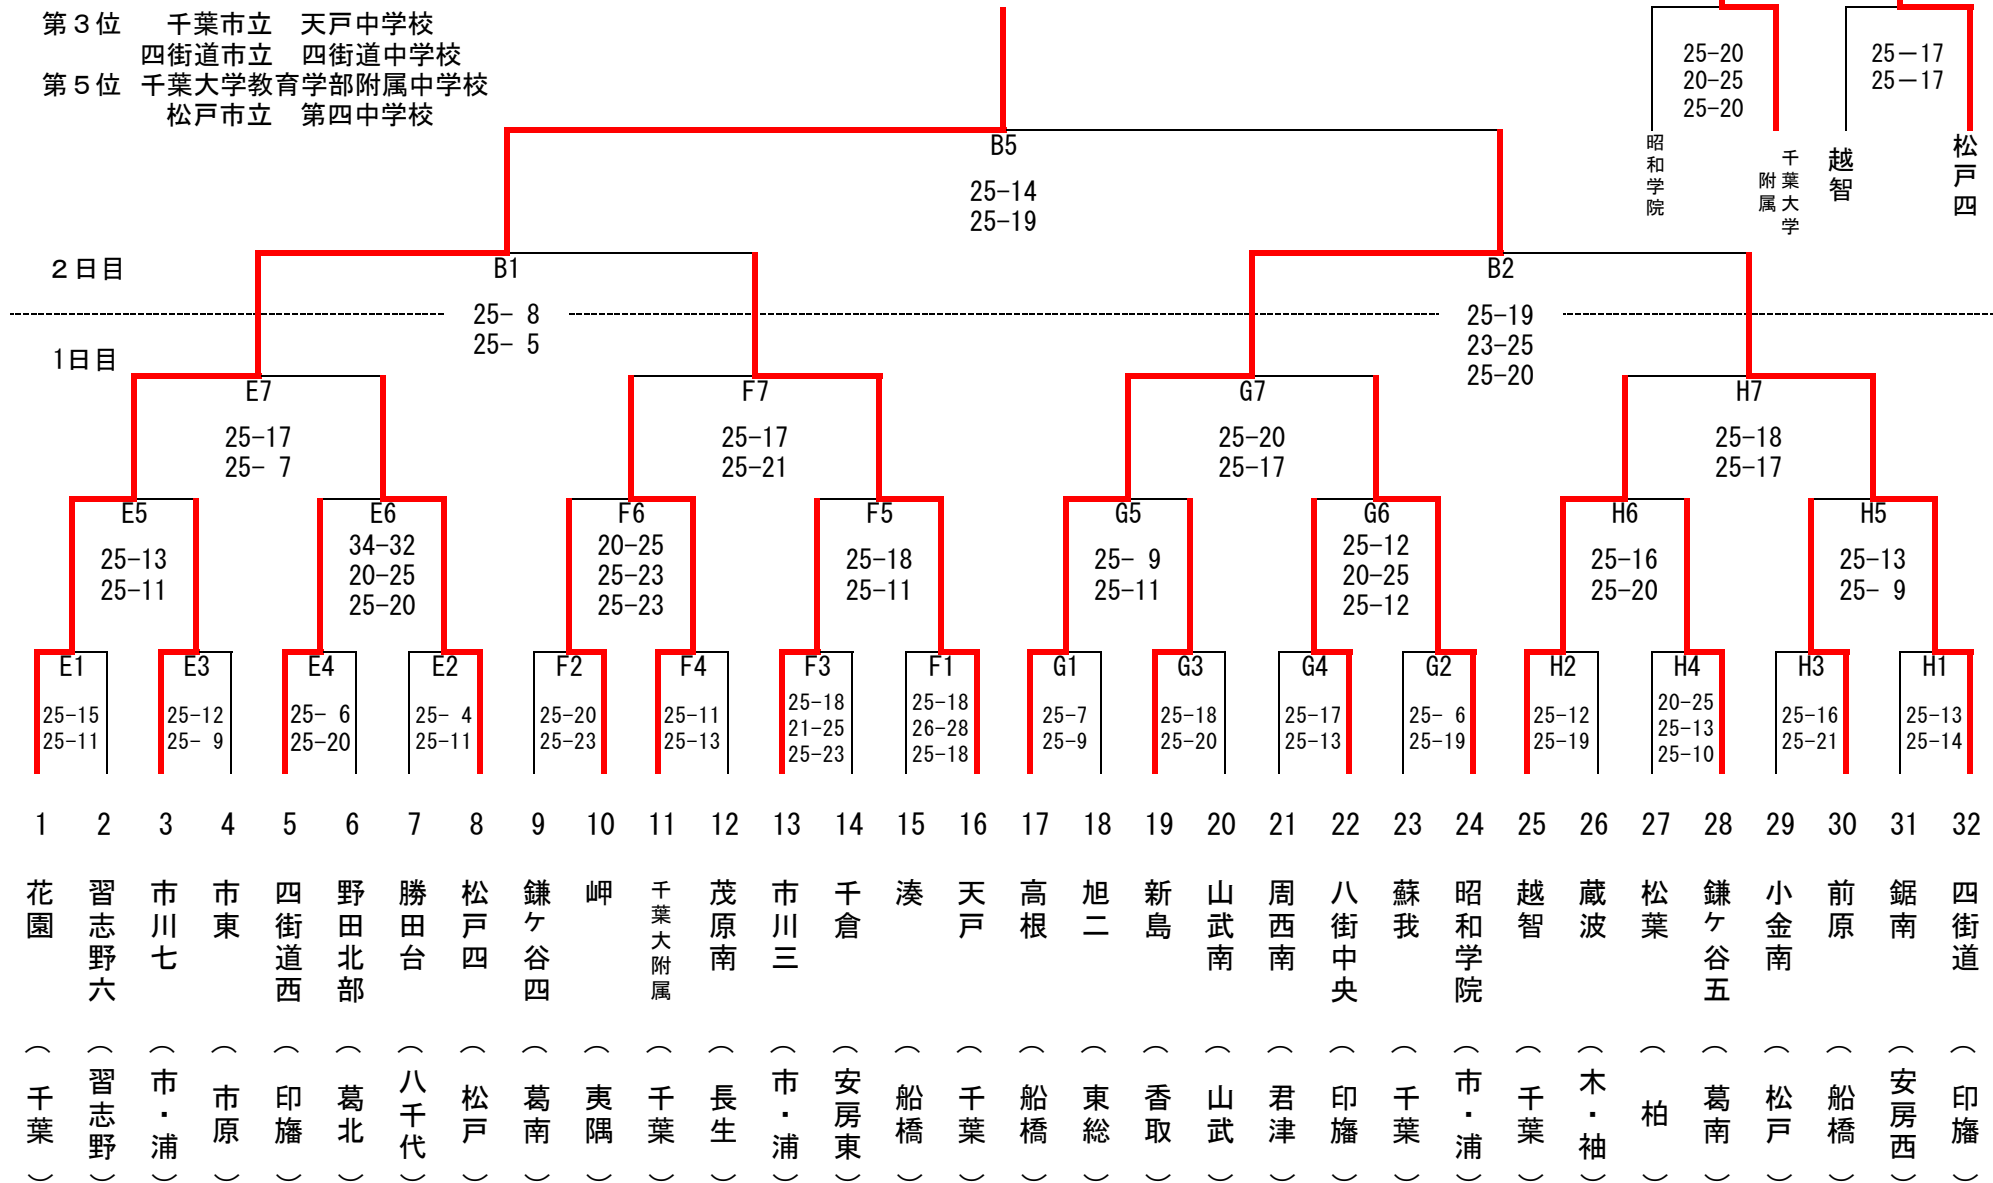 第３位　千葉市立　天戸中学校
四街道市立　四街道中学校
第５位 千葉大学教育学部附属中学校
松戸市立　第四中学校
25-20
20-25
25-20
昭和学院
千葉大学
附属
25－17
25－17
越智
松戸四
B5
25-14
25-19
２日目
B1
25- 8
25- 5
B2
25-19
23-25
25-20
1日目
E7
25-17
25- 7
F7
25-17
25-21
G7
25-20
25-17
H7
25-18
25-17
E5
25-13
25-11
E6
34-32
20-25
25-20
F6
20-25
25-23
25-23
F5
25-18
25-11
G5
25- 9
25-11
G6
25-12
20-25
25-12
H6
25-16
25-20
H5
25-13
25- 9
E1
25-15
25-11
E3
25-12
25- 9
E4
25- 6
25-20
E2
25- 4
25-11
F2
25-20
25-23
F4
25-11
25-13
F3
25-18
21-25
25-23
F1
25-18
26-28
25-18
G1
25-7
25-9
G3
25-18
25-20
G4
25-17
25-13
G2
25- 6
25-19
H2
25-12
25-19
H4
20-25
25-13
25-10
H3
25-16
25-21
H1
25-13
25-14
1 花園（千葉）
2 習志野六（習志野）
3 市川七（市・浦）
4 市東（市原）
5 四街道西（印旛）
6 野田北部（葛北）
7 勝田台（八千代）
8 松戸四（松戸）
9 鎌ケ谷四（葛南）
10 岬（夷隅）
11 千葉大附属（千葉）
12 茂原南（長生）
13 市川三（市・浦）
14 千倉（安房東）
15 湊（船橋）
16 天戸（千葉）
17 高根（船橋）
18 旭二（東総）
19 新島（香取）
20 山武南（山武）
21 周西南（君津）
22 八街中央（印旛）
23 蘇我（千葉）
24 昭和学院（市・浦）
25 越智（千葉）
26 蔵波（木・袖）
27 松葉（柏）
28 鎌ケ谷五（葛南）
29 小金南（松戸）
30 前原（船橋）
31 鋸南（安房西）
32 四街道（印旛）